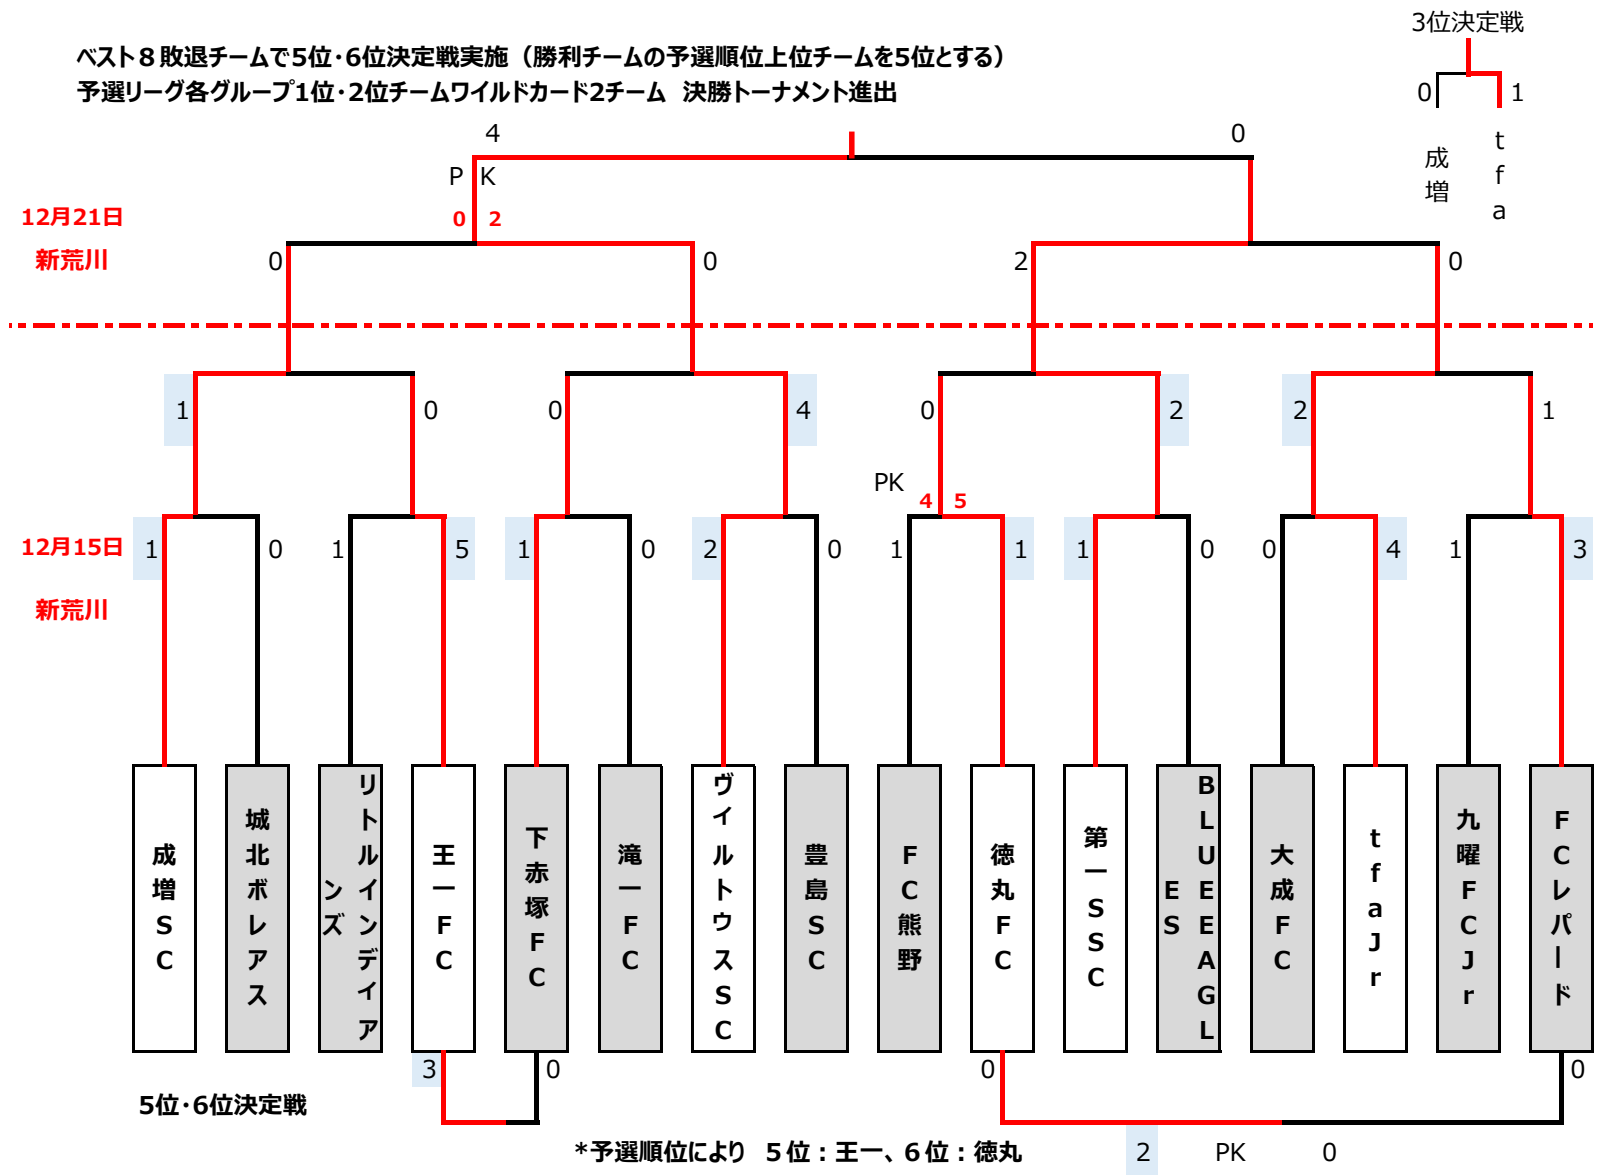 3位決定戦
ベスト8敗退チームで5位・6位決定戦実施（勝利チームの予選順位上位チームを5位とする）
予選リーグ各グループ1位・2位チームワイルドカード2チーム 決勝トーナメント進出
0 1
成増 tfa
4 0
PK
0 2
12月21日
新荒川
0 0 2 0
1 0 0 4 0 2 2 1
PK
4 5
12月15日
1 0 1 5 1 0 2 0 1 1 1 0 0 4 1 3
新荒川
成増SC
城北ボレアス
リトルインディア
ンズ
王一FC
下赤塚FC
滝一FC
ヴィルトウスSC
豊島SC
FC熊野
徳丸FC
第一SSC
BLUEEAGL
ES
大成FC
tfaJr
九曜FCJr
FCレパード
3 0 0 0
5位・6位決定戦
*予選順位により 5位：王一、6位：徳丸
2 PK 0